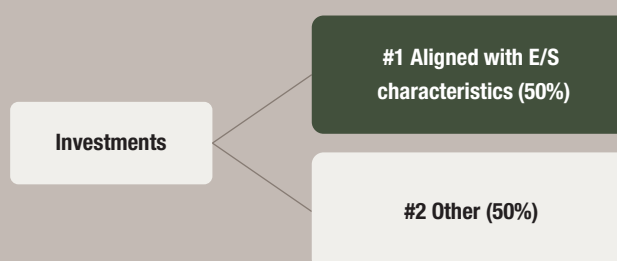 #1 Aligned with E/S
characteristics (50%)
Investments
#2 Other (50%)